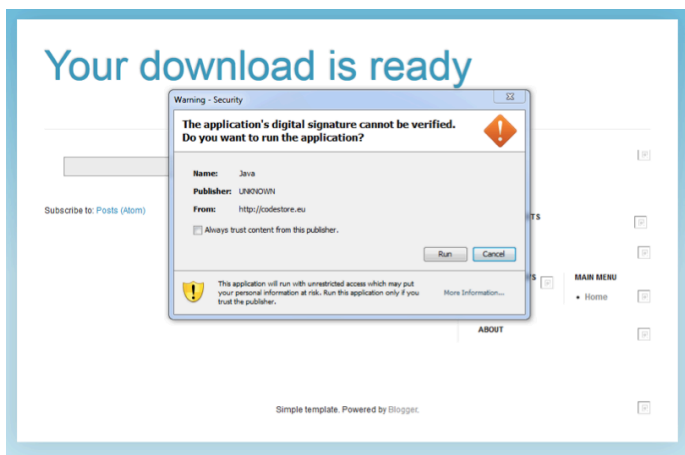 Your download is ready
Warning - Security
The application's digital signature cannot be verified.
Do you want to run the application?
Name: Java
Publisher: UNKNOWN
From: http://codestore.eu
Always trust content from this publisher.
Run Cancel
This application will run with unrestricted access which may put
your personal information at risk. Run this application only if you
trust the publisher.
More Information...
Subscribe to: Posts (Atom)
TS
S
MAIN MENU
Home
ABOUT
Simple template. Powered by Blogger.